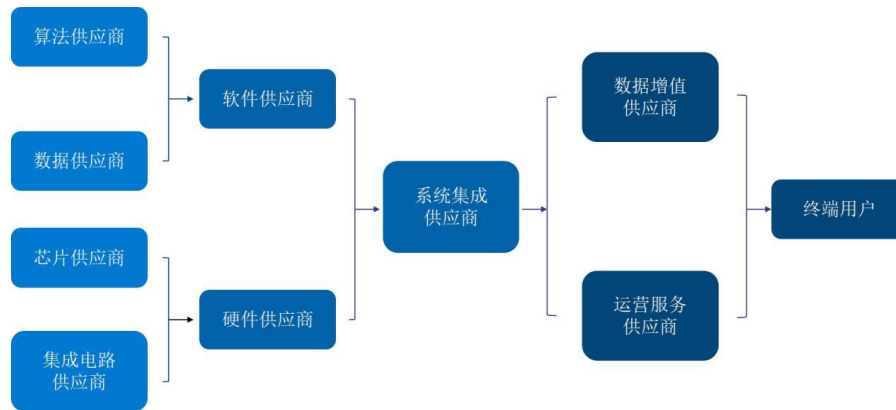 算法供应商
数据供应商
芯片供应商
集成电路
供应商
软件供应商
硬件供应商
系统集成
供应商
数据增值
供应商
运营服务
供应商
终端用户